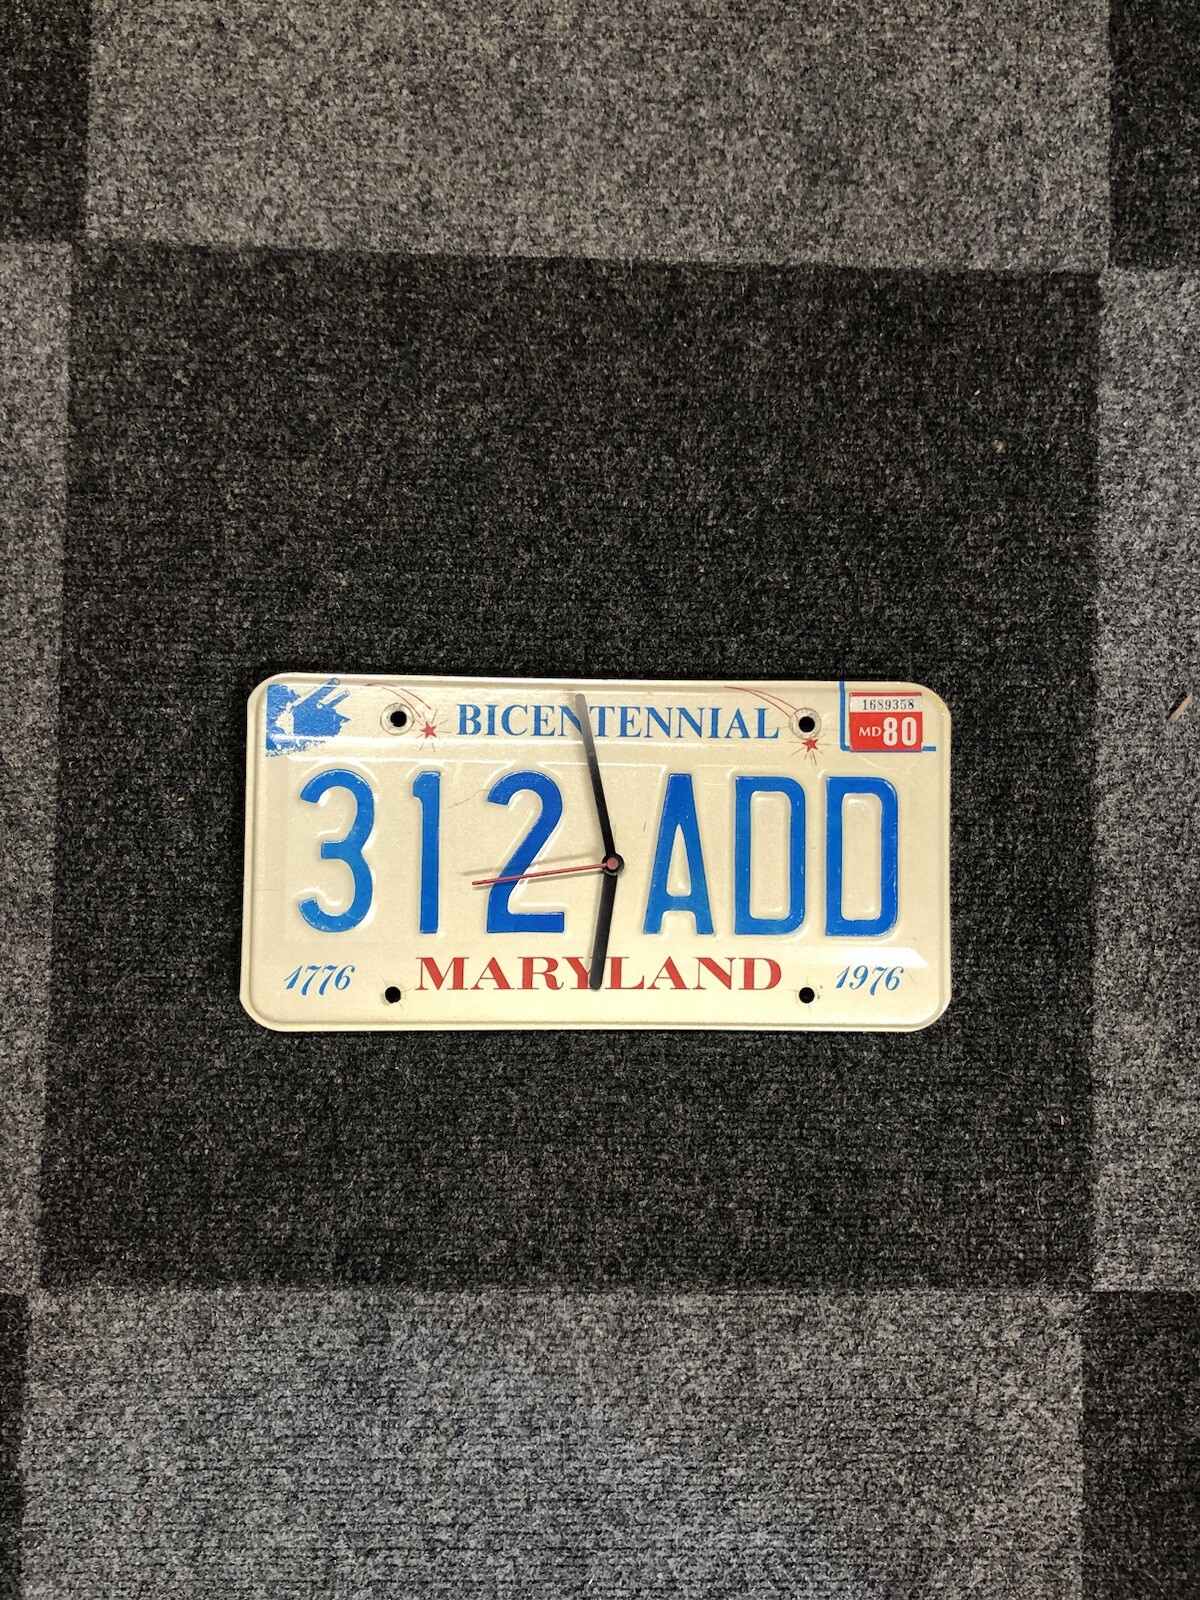 BICENTENNIAL
1689358
MD 80
312 ADD
1776 MARYLAND 1976